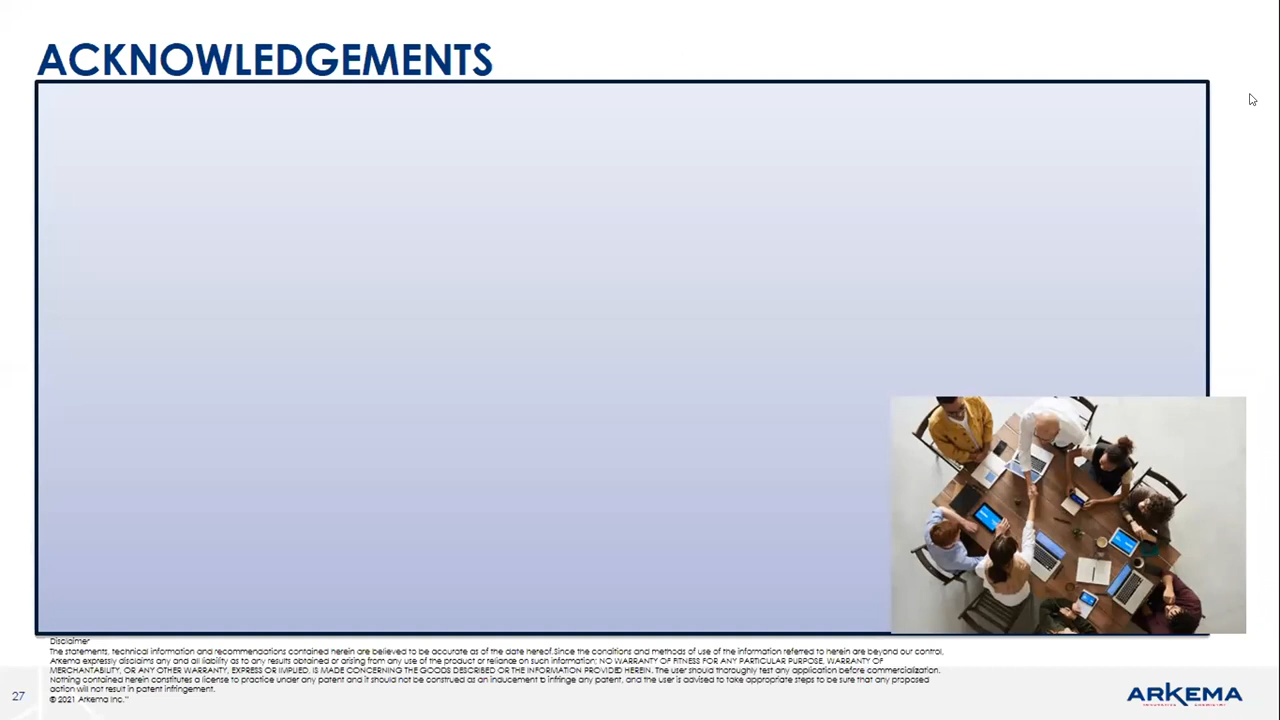 ACKNOWLEDGEMENTS
Disclaimer
The statements, technical information and recommendations contained herein are believed to be accurate as of the date hereof. Since the conditions and methods of use of the information referred to herein are beyond our control,
Arkema expressly disclaims any and all liability as to any results obtained or arising from any use of the product or reliance on such information; NO WARRANTY OF FITNESS FOR ANY PARTICULAR PURPOSE, WARRANTY OF
MERCHANTABILITY, OR ANY OTHER WARRANTY, EXPRESS OR IMPLIED, IS MADE CONCERNING THE GOODS DESCRIBED OR THE INFORMATION PROVIDED HEREIN. The user should thoroughly test any application before commercialization.
Nothing contained herein constitutes a license to practice under any patent and it should not be construed as an inducement to infringe any patent, and the user is advised to take appropriate steps to be sure that any proposed
action will not result in patent infringement.
© 2021 Arkema Inc.
27
ARKEMA